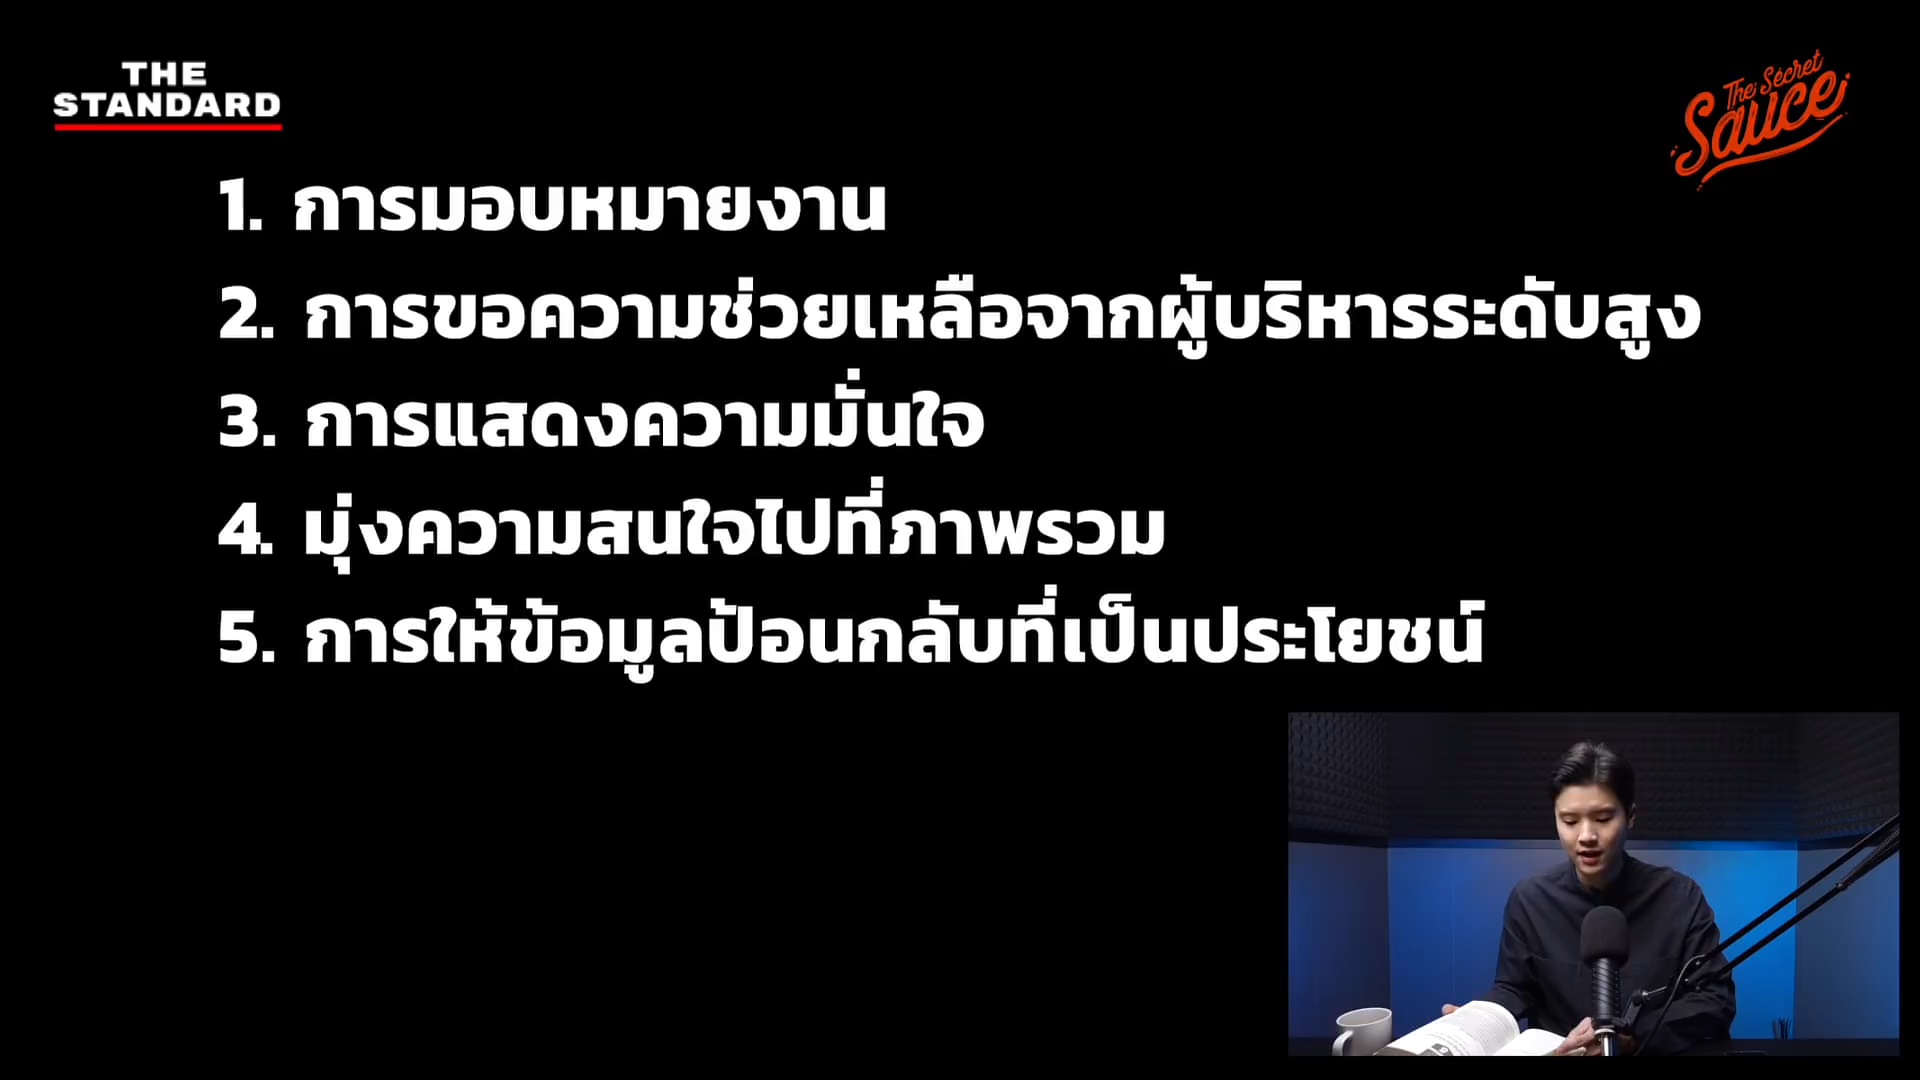 THE
STANDARD
The Secret
Sauce
1. การมอบหมายงาน
2. การขอความช่วยเหลือจากผู้บริหารระดับสูง
3. การแสดงความมั่นใจ
4. มุ่งความสนใจไปที่ภาพรวม
5. การให้ข้อมูลป้อนกลับที่เป็นประโยชน์